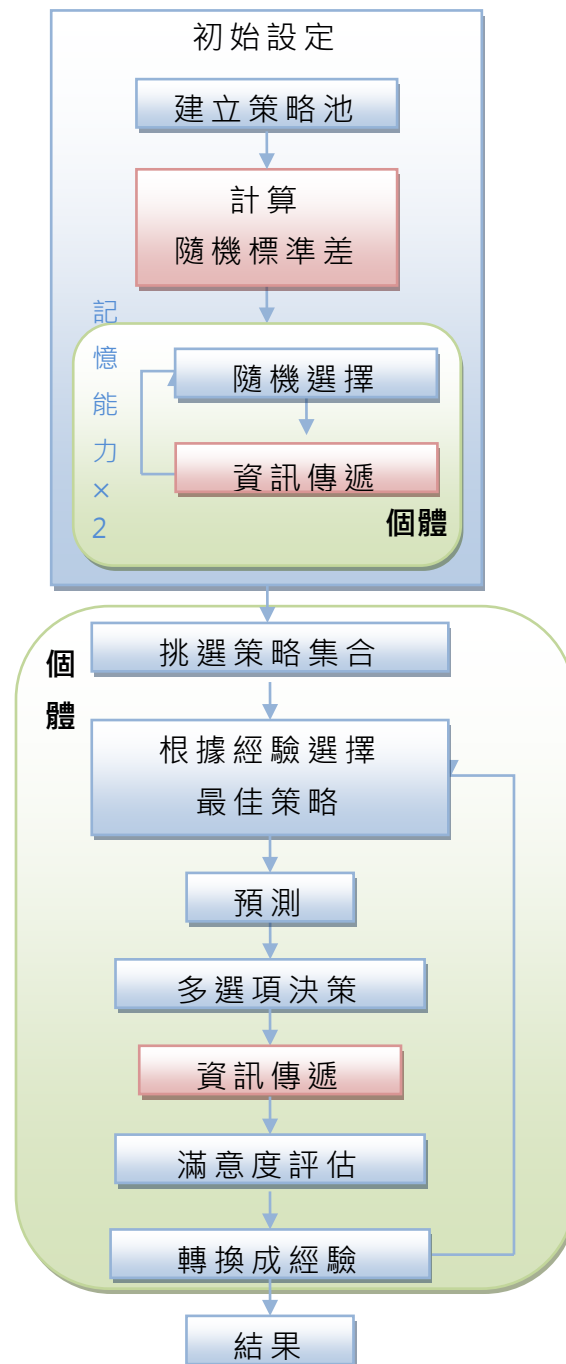 初始設定
建立策略池
計算
隨機標準差
記
憶
能
力
×
2
隨機選擇
資訊傳遞
個體
個
體
挑選策略集合
根據經驗選擇
最佳策略
預測
多選項決策
資訊傳遞
滿意度評估
轉換成經驗
結果